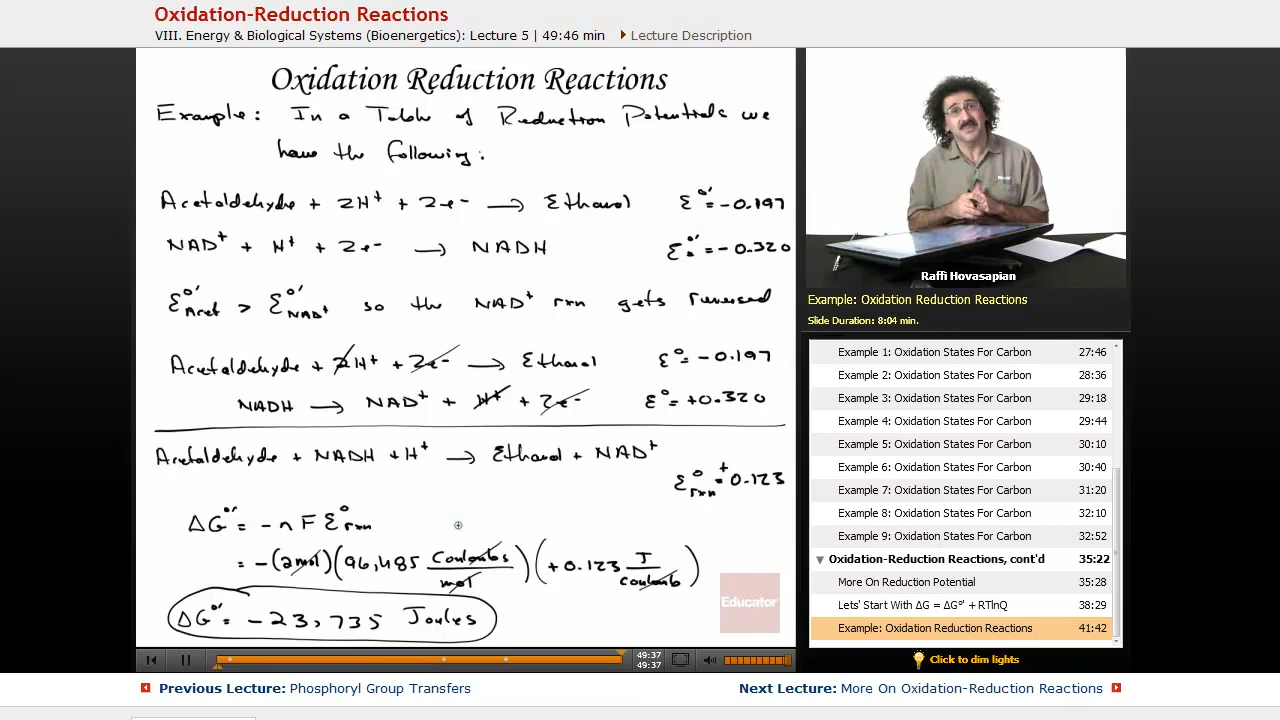 Oxidation-Reduction Reactions
VIII. Energy & Biological Systems (Bioenergetics): Lecture 5 | 49:46 min Lecture Description
Oxidation Reduction Reactions
Example: In a Table of Reduction Potentials we
have the following:
Acetaldehyde + 2H⁺ + 2e⁻ → Ethanol ε°' = -0.197
NAD⁺ + H⁺ + 2e⁻ → NADH ε°' = -0.320
ε°'Acet > ε°'NAD⁺ so the NAD⁺ rxn gets reversed
Acetaldehyde + 2H⁺ + 2e⁻ → Ethanol ε° = -0.197
NADH → NAD⁺ + H⁺ + 2e⁻ ε° = +0.320
Acetaldehyde + NADH + H⁺ → Ethanol + NAD⁺
ε°rxn = +0.123
ΔG°' = -nFε°rxn
= -(2mol)(96,485 Coulombs/mol)(+0.123 J/Coulomb)
ΔG°' = -23,735 Joules
Educator
Raffi Hovasapian
Example: Oxidation Reduction Reactions
Slide Duration: 8:04 min.
Example 1: Oxidation States For Carbon 27:46
Example 2: Oxidation States For Carbon 28:36
Example 3: Oxidation States For Carbon 29:18
Example 4: Oxidation States For Carbon 29:44
Example 5: Oxidation States For Carbon 30:10
Example 6: Oxidation States For Carbon 30:40
Example 7: Oxidation States For Carbon 31:20
Example 8: Oxidation States For Carbon 32:10
Example 9: Oxidation States For Carbon 32:52
Oxidation-Reduction Reactions, cont'd 35:22
More On Reduction Potential 35:28
Lets' Start With ΔG = ΔG°' + RTlnQ 38:29
Example: Oxidation Reduction Reactions 41:42
49:37
49:37
Click to dim lights
Previous Lecture: Phosphoryl Group Transfers
Next Lecture: More On Oxidation-Reduction Reactions